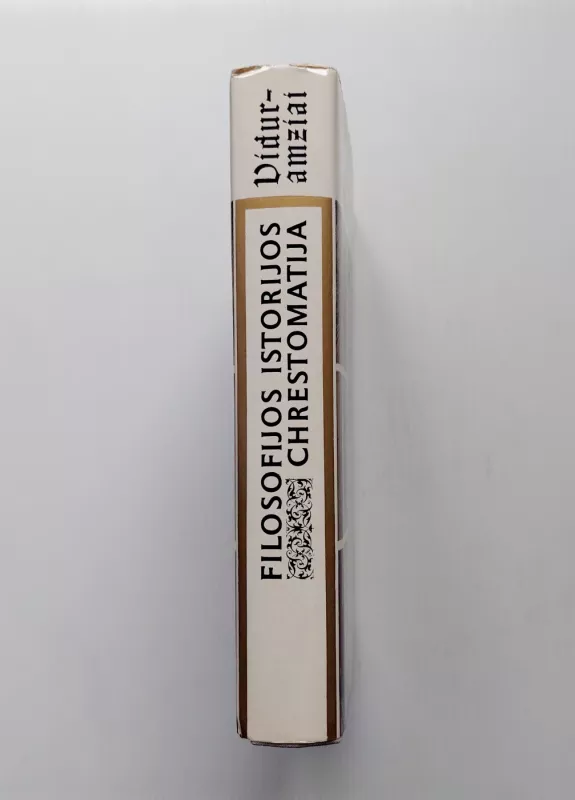 FILOSOFIJOS ISTORIJOS
CHRESTOMATIJA
Vidur-
amžiai